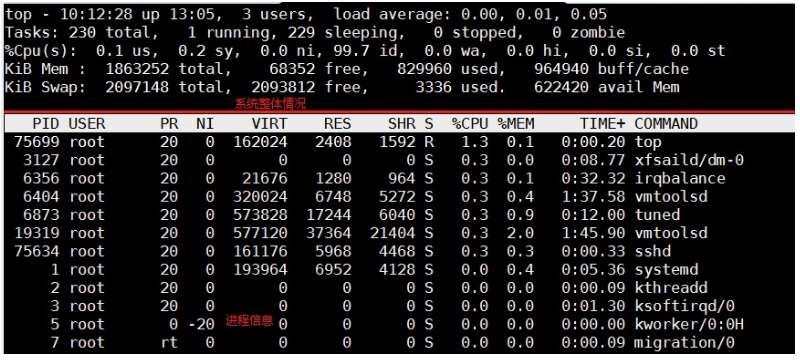 top - 10:12:28 up 13:05,  3 users,  load average: 0.00, 0.01, 0.05
Tasks: 230 total,   1 running, 229 sleeping,   0 stopped,   0 zombie
%Cpu(s):  0.1 us,  0.2 sy,  0.0 ni, 99.7 id,  0.0 wa,  0.0 hi,  0.0 si,  0.0 st
KiB Mem :  1863252 total,    68352 free,   829960 used,   964940 buff/cache
KiB Swap:  2097148 total,  2093812 free,     3336 used.   622420 avail Mem
系统整体情况
PID USER PR NI VIRT RES SHR S %CPU %MEM TIME+ COMMAND
75699 root 20 0 162024 2408 1592 R 1.3 0.1 0:00.20 top
3127 root 20 0 0 0 0 S 0.3 0.0 0:08.77 xfsaild/dm-0
6356 root 20 0 21676 1280 964 S 0.3 0.1 0:32.32 irqbalance
6404 root 20 0 320024 6748 5272 S 0.3 0.4 1:37.58 vmtoolsd
6873 root 20 0 573828 17244 6040 S 0.3 0.9 0:12.00 tuned
19319 root 20 0 577120 37364 21404 S 0.3 2.0 1:45.90 vmtoolsd
75634 root 20 0 161176 5968 4468 S 0.3 0.3 0:00.33 sshd
1 root 20 0 193964 6952 4128 S 0.0 0.4 0:05.36 systemd
2 root 20 0 0 0 0 S 0.0 0.0 0:00.09 kthreadd
3 root 20 0 0 0 0 S 0.0 0.0 0:01.30 ksoftirqd/0
5 root 0 -20 进程信息 0 0 0 S 0.0 0.0 0:00.00 kworker/0:0H
7 root rt 0 0 0 0 S 0.0 0.0 0:00.09 migration/0